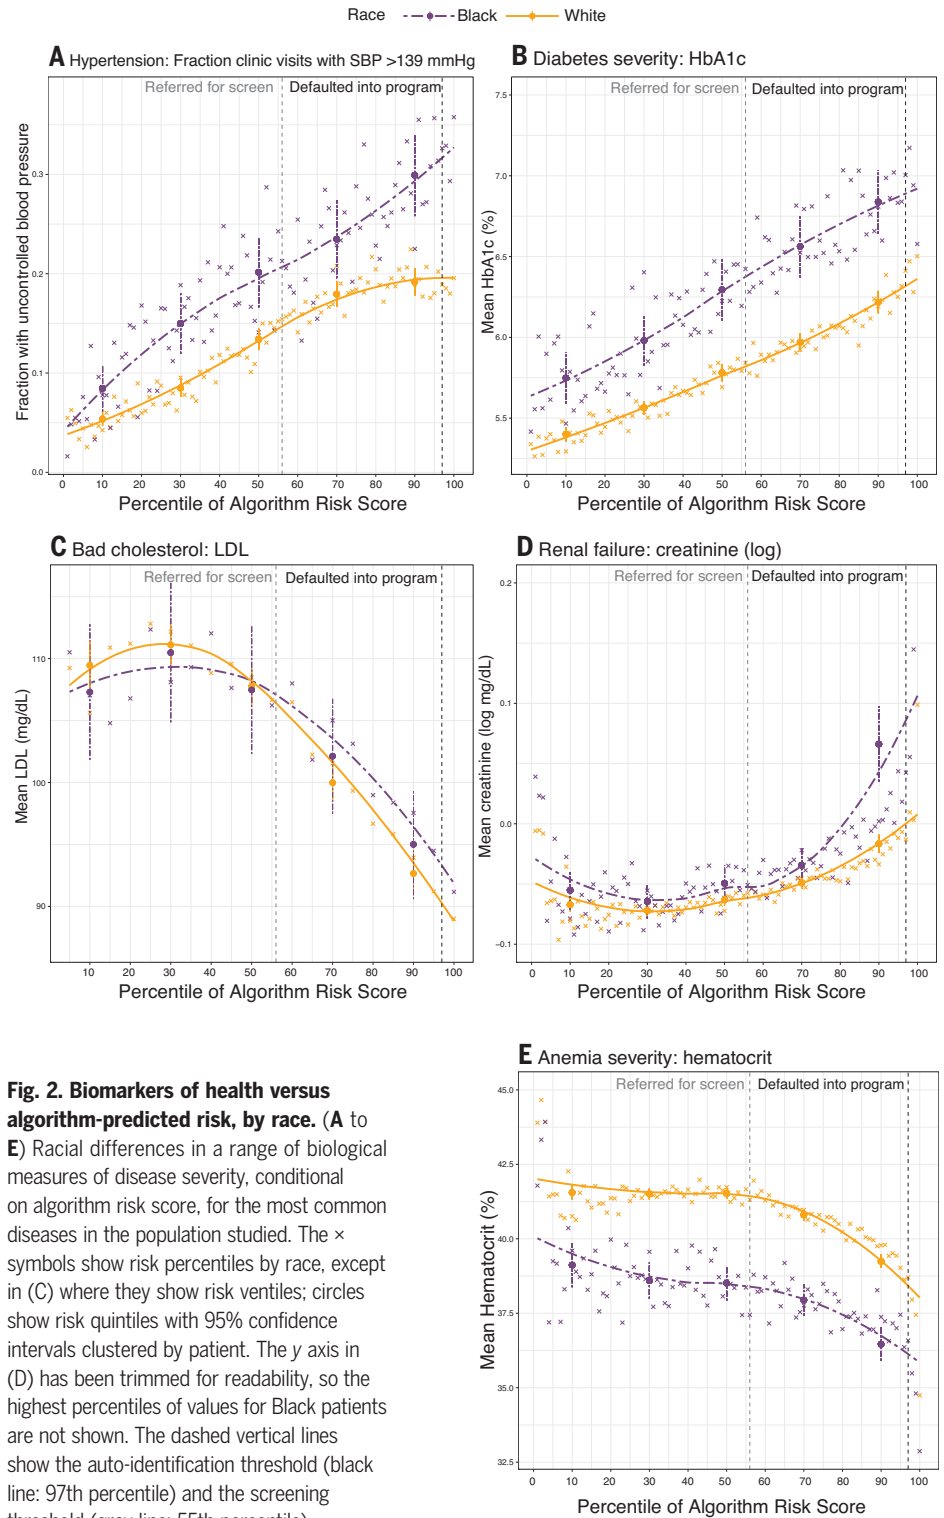 Race Black White
A Hypertension: Fraction clinic visits with SBP >139 mmHg
Referred for screen Defaulted into program
Fraction with uncontrolled blood pressure
0.3
0.2
0.1
0.0
0 10 20 30 40 50 60 70 80 90 100
Percentile of Algorithm Risk Score
B Diabetes severity: HbA1c
Referred for screen Defaulted into program
Mean HbA1c (%)
7.5
7.0
6.5
6.0
5.5
0 10 20 30 40 50 60 70 80 90 100
Percentile of Algorithm Risk Score
C Bad cholesterol: LDL
Referred for screen Defaulted into program
Mean LDL (mg/dL)
110
100
90
10 20 30 40 50 60 70 80 90 100
Percentile of Algorithm Risk Score
D Renal failure: creatinine (log)
Referred for screen Defaulted into program
Mean creatinine (log mg/dL)
0.2
0.1
0.0
−0.1
0 10 20 30 40 50 60 70 80 90 100
Percentile of Algorithm Risk Score
E Anemia severity: hematocrit
Referred for screen Defaulted into program
Mean Hematocrit (%)
45.0
42.5
40.0
37.5
35.0
32.5
0 10 20 30 40 50 60 70 80 90 100
Percentile of Algorithm Risk Score
Fig. 2. Biomarkers of health versus
algorithm-predicted risk, by race. (A to
E) Racial differences in a range of biological
measures of disease severity, conditional
on algorithm risk score, for the most common
diseases in the population studied. The ×
symbols show risk percentiles by race, except
in (C) where they show risk ventiles; circles
show risk quintiles with 95% confidence
intervals clustered by patient. The y axis in
(D) has been trimmed for readability, so the
highest percentiles of values for Black patients
are not shown. The dashed vertical lines
show the auto-identification threshold (black
line: 97th percentile) and the screening
threshold (gray line: 55th percentile)